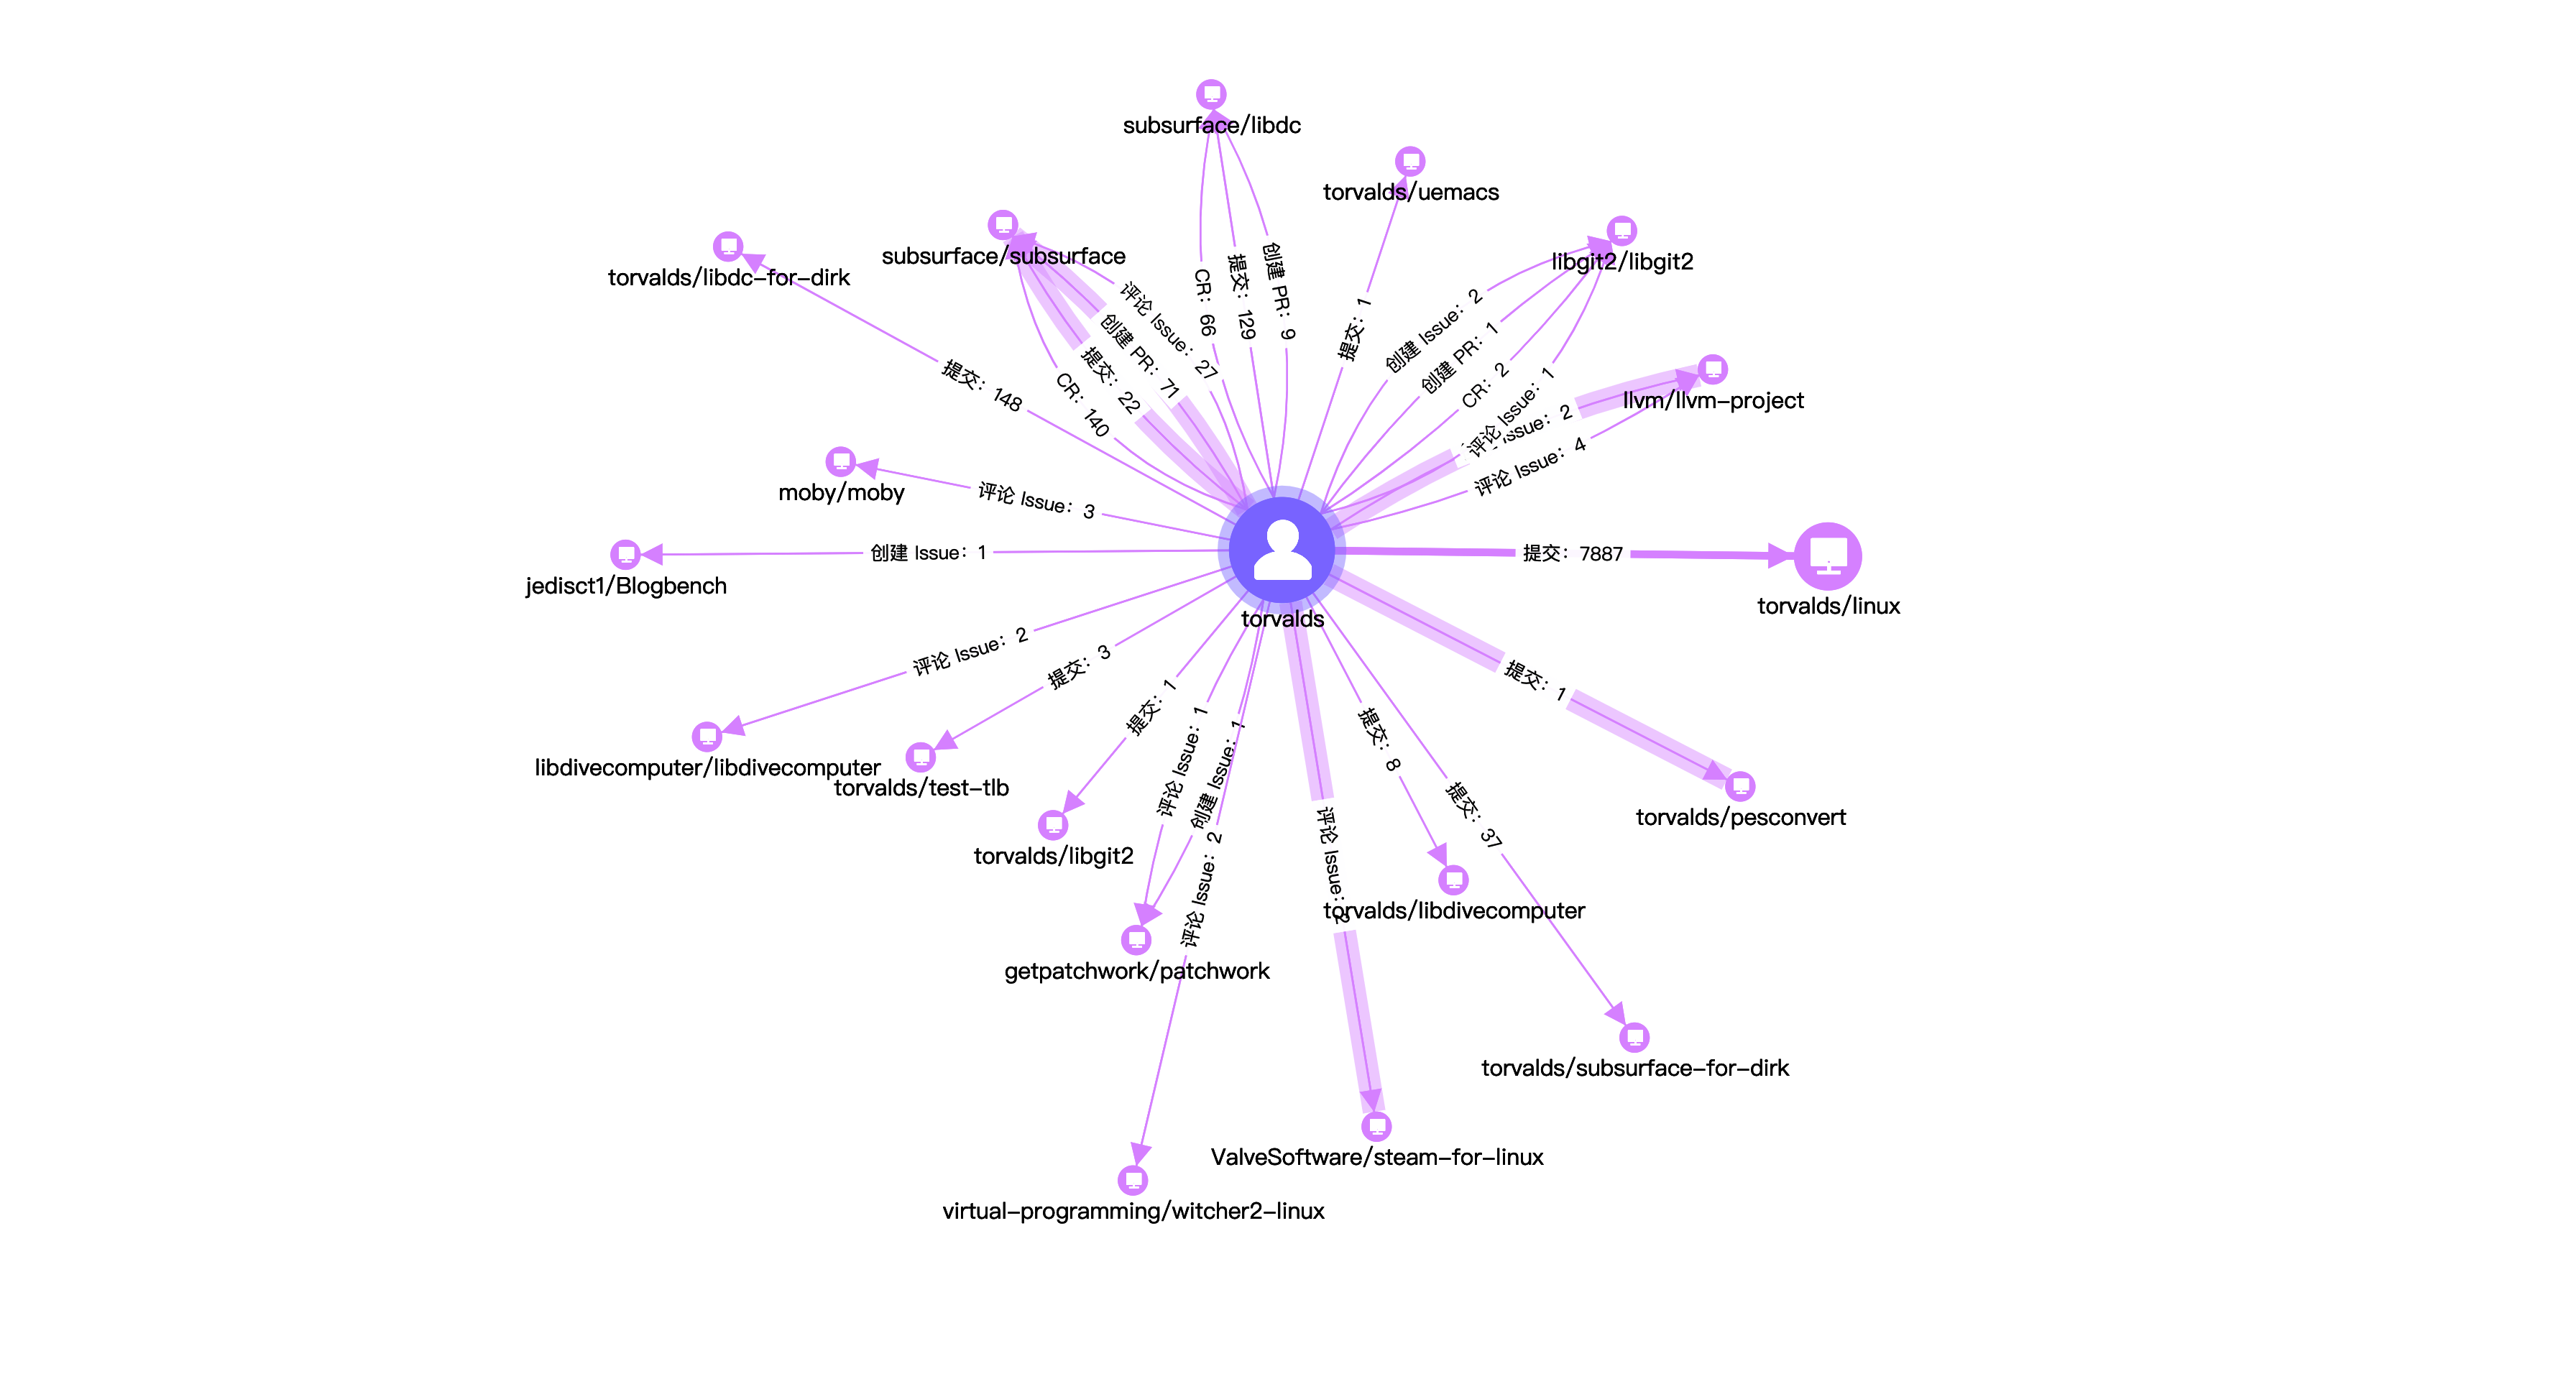 subsurface/libdc
torvalds/uemacs
subsurface/subsurface
libgit2/libgit2
torvalds/libdc-for-dirk
CR: 66
提交: 129
创建 PR: 9
提交: 1
评论 Issue: 27
创建 PR: 71
提交: 22
CR: 140
创建 Issue: 2
创建 PR: 1
CR: 2
评论 Issue: 1
llvm/llvm-project
Issue: 2
评论 Issue: 4
提交: 148
moby/moby
评论 Issue: 3
jedisct1/Blogbench
创建 Issue: 1
提交: 7887
torvalds/linux
torvalds
评论 Issue: 2
提交: 3
提交: 1
评论 Issue: 1
创建 Issue: 1
评论 Issue: 2
评论 Issue: 2
提交: 8
提交: 37
提交: 1
libdivecomputer/libdivecomputer
torvalds/test-tlb
torvalds/pesconvert
torvalds/libgit2
torvalds/libdivecomputer
getpatchwork/patchwork
torvalds/subsurface-for-dirk
ValveSoftware/steam-for-linux
virtual-programming/witcher2-linux